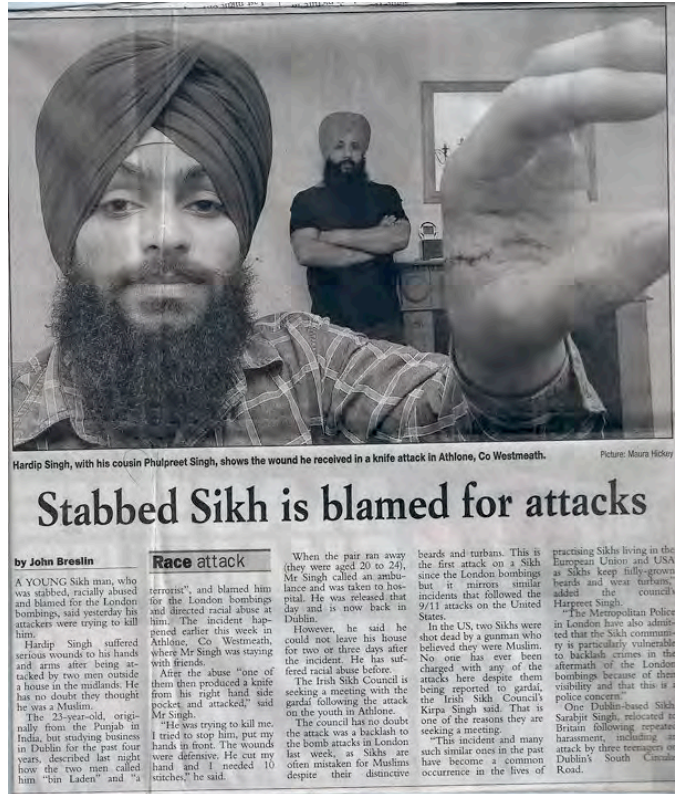 Hardip Singh, with his cousin Phulpreet Singh, shows the wound he received in a knife attack in Athlone, Co Westmeath.
Picture: Maura Hickey
Stabbed Sikh is blamed for attacks
by John Breslin
A YOUNG Sikh man, who
was stabbed, racially abused
and blamed for the London
bombings, said yesterday his
attackers were trying to kill
him.
Hardip Singh suffered
serious wounds to his hands
and arms after being at-
tacked by two men outside
a house in the midlands. He
has no doubt they thought
he was a Muslim.
The 23-year-old, origi-
nally from the Punjab in
India, but studying business
in Dublin for the past four
years, described last night
how the two men called
him "bin Laden" and "a
Race attack
terrorist", and blamed him
for the London bombings
and directed racial abuse at
him. The incident hap-
pened earlier this week in
Athlone, Co Westmeath,
where Mr Singh was staying
with friends.
After the abuse "one of
them then produced a knife
from his right hand side
pocket and attacked," said
Mr Singh.
"He was trying to kill me.
I tried to stop him, put my
hands in front. The wounds
were defensive. He cut my
hand and I needed 10
stitches," he said.
When the pair ran away
(they were aged 20 to 24),
Mr Singh called an ambu-
lance and was taken to hos-
pital. He was released that
day and is now back in
Dublin.
However, he said he
could not leave his house
for two or three days after
the incident. He has suf-
fered racial abuse before.
The Irish Sikh Council is
seeking a meeting with the
gardaí following the attack
on the youth in Athlone.
The council has no doubt
the attack was a backlash to
the bomb attacks in London
last week, as Sikhs are
often mistaken for Muslims
despite their distinctive
beards and turbans. This is
the first attack on a Sikh
since the London bombings
but it mirrors similar
incidents that followed the
9/11 attacks on the United
States.
In the US, two Sikhs were
shot dead by a gunman who
believed they were Muslim.
No one has ever been
charged with any of the
attacks here despite them
being reported to gardaí,
the Irish Sikh Council's
Kirpa Singh said. That is
one of the reasons they are
seeking a meeting.
"This incident and many
such similar ones in the past
have become a common
occurrence in the lives of
practising Sikhs living in the
European Union and USA
as Sikhs keep fully-grown
beards and wear turbans,"
added the council's
Harpreet Singh.
"The Metropolitan Police
in London have also admit-
ted that the Sikh communi-
ty is particularly vulnerable
to backlash crimes in the
aftermath of the London
bombings because of their
visibility and that this is a
police concern."
One Dublin-based Sikh,
Sarabjit Singh, relocated to
Britain following repeated
harassment, including an
attack by three teenagers on
Dublin's South Circular
Road.